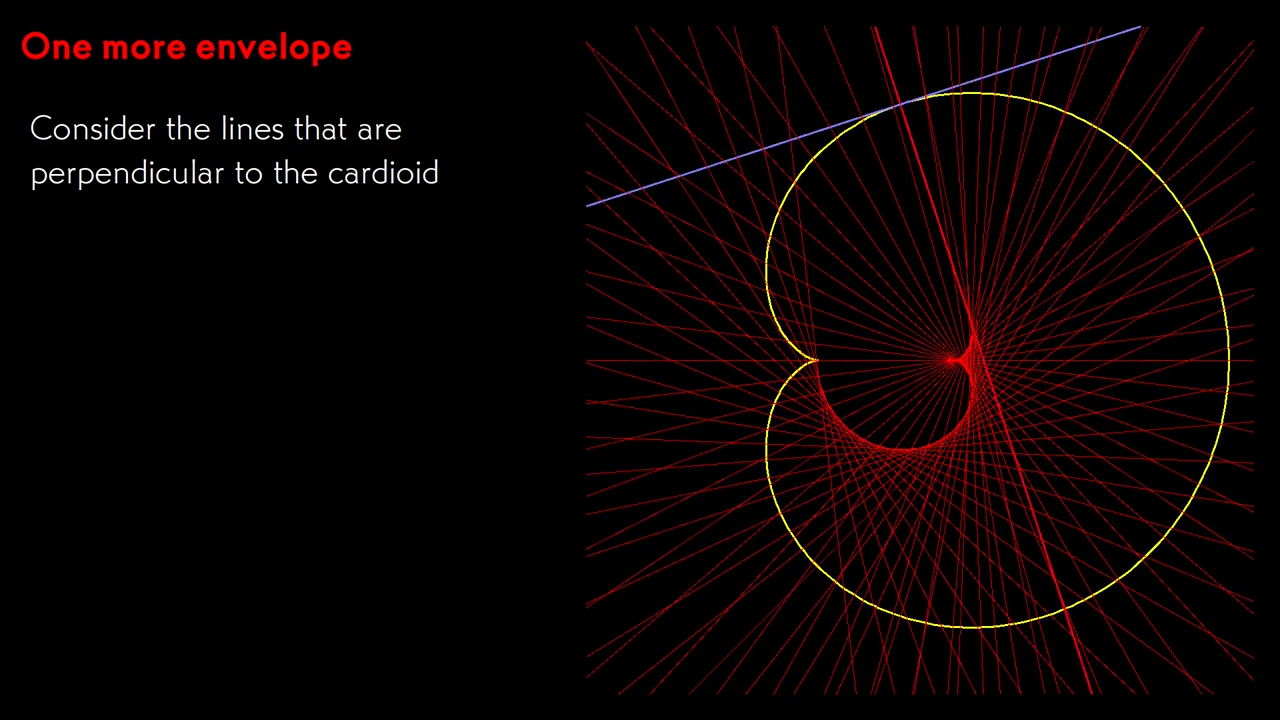 One more envelope
Consider the lines that are
perpendicular to the cardioid